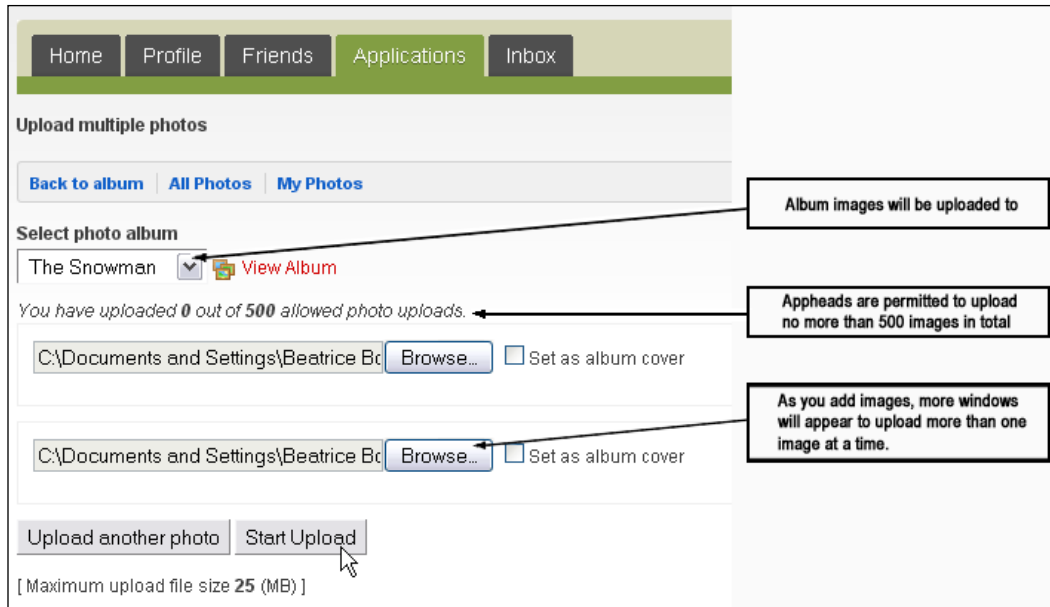 Home Profile Friends Applications Inbox
Upload multiple photos
Back to album All Photos My Photos
Album images will be uploaded to
Select photo album
The Snowman View Album
You have uploaded 0 out of 500 allowed photo uploads.
Appheads are permitted to upload
no more than 500 images in total
C:\Documents and Settings\Beatrice Bo Browse... Set as album cover
As you add images, more windows
will appear to upload more than one
image at a time.
C:\Documents and Settings\Beatrice Bo Browse... Set as album cover
Upload another photo Start Upload
[ Maximum upload file size 25 (MB) ]